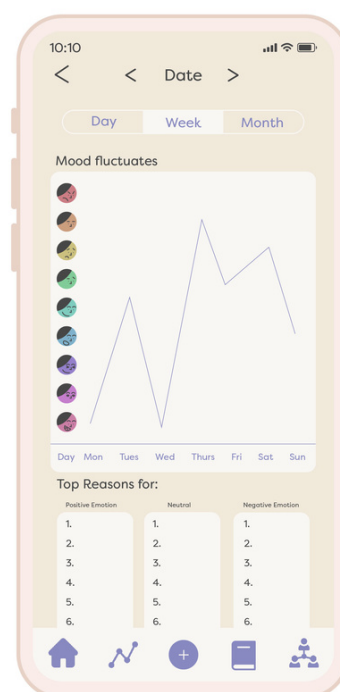 10:10
Date
Day Week Month
Mood fluctuates
Day Mon Tues Wed Thurs Fri Sat Sun
Top Reasons for:
Positive Emotion Neutral Negative Emotion
1. 1. 1.
2. 2. 2.
3. 3. 3.
4. 4. 4.
5. 5. 5.
6. 6. 6.